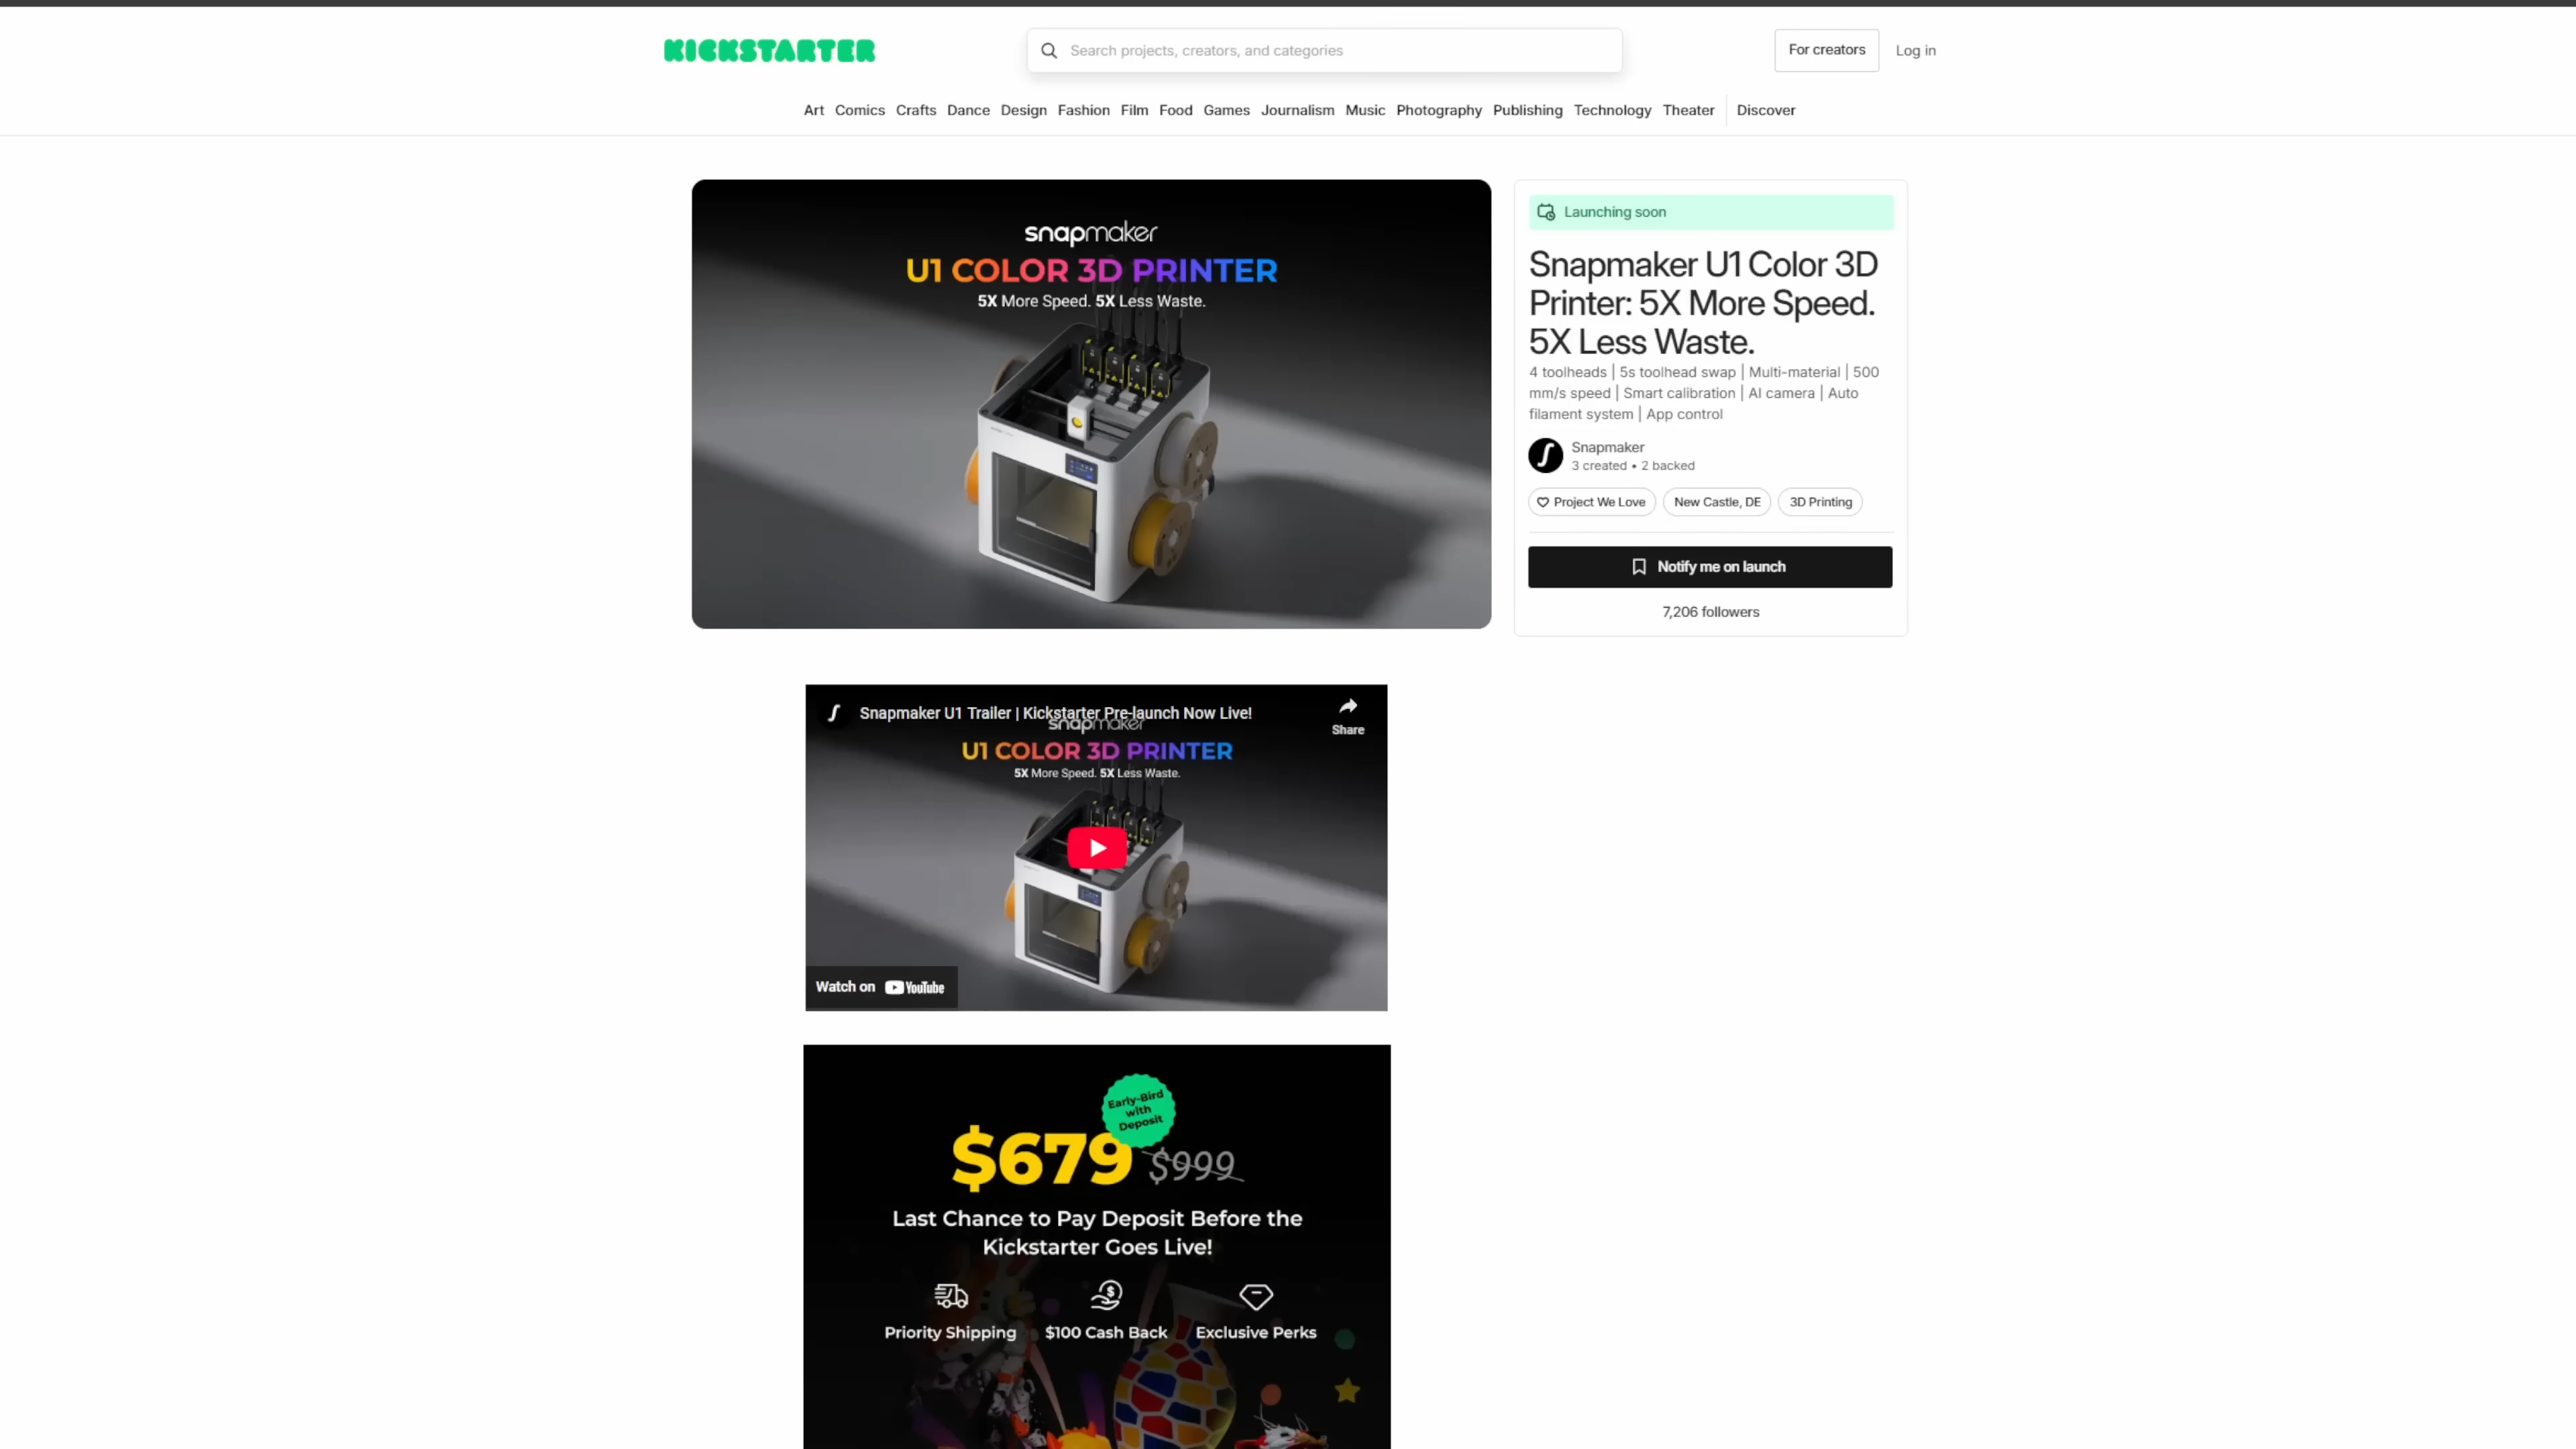 KICKSTARTER
Search projects, creators, and categories
For creators
Log in
Art Comics Crafts Dance Design Fashion Film Food Games Journalism Music Photography Publishing Technology Theater Discover
snapmaker
U1 COLOR 3D PRINTER
5X More Speed. 5X Less Waste.
Launching soon
Snapmaker U1 Color 3D
Printer: 5X More Speed.
5X Less Waste.
4 toolheads | 5s toolhead swap | Multi-material | 500
mm/s speed | Smart calibration | AI camera | Auto
filament system | App control
Snapmaker
3 created • 2 backed
Project We Love
New Castle, DE
3D Printing
Notify me on launch
7,206 followers
Snapmaker U1 Trailer | Kickstarter Pre-launch Now Live!
Share
snapmaker
U1 COLOR 3D PRINTER
5X More Speed. 5X Less Waste.
Watch on YouTube
Early-Bird
with
Deposit
$679 $999
Last Chance to Pay Deposit Before the
Kickstarter Goes Live!
Priority Shipping
$100 Cash Back
Exclusive Perks